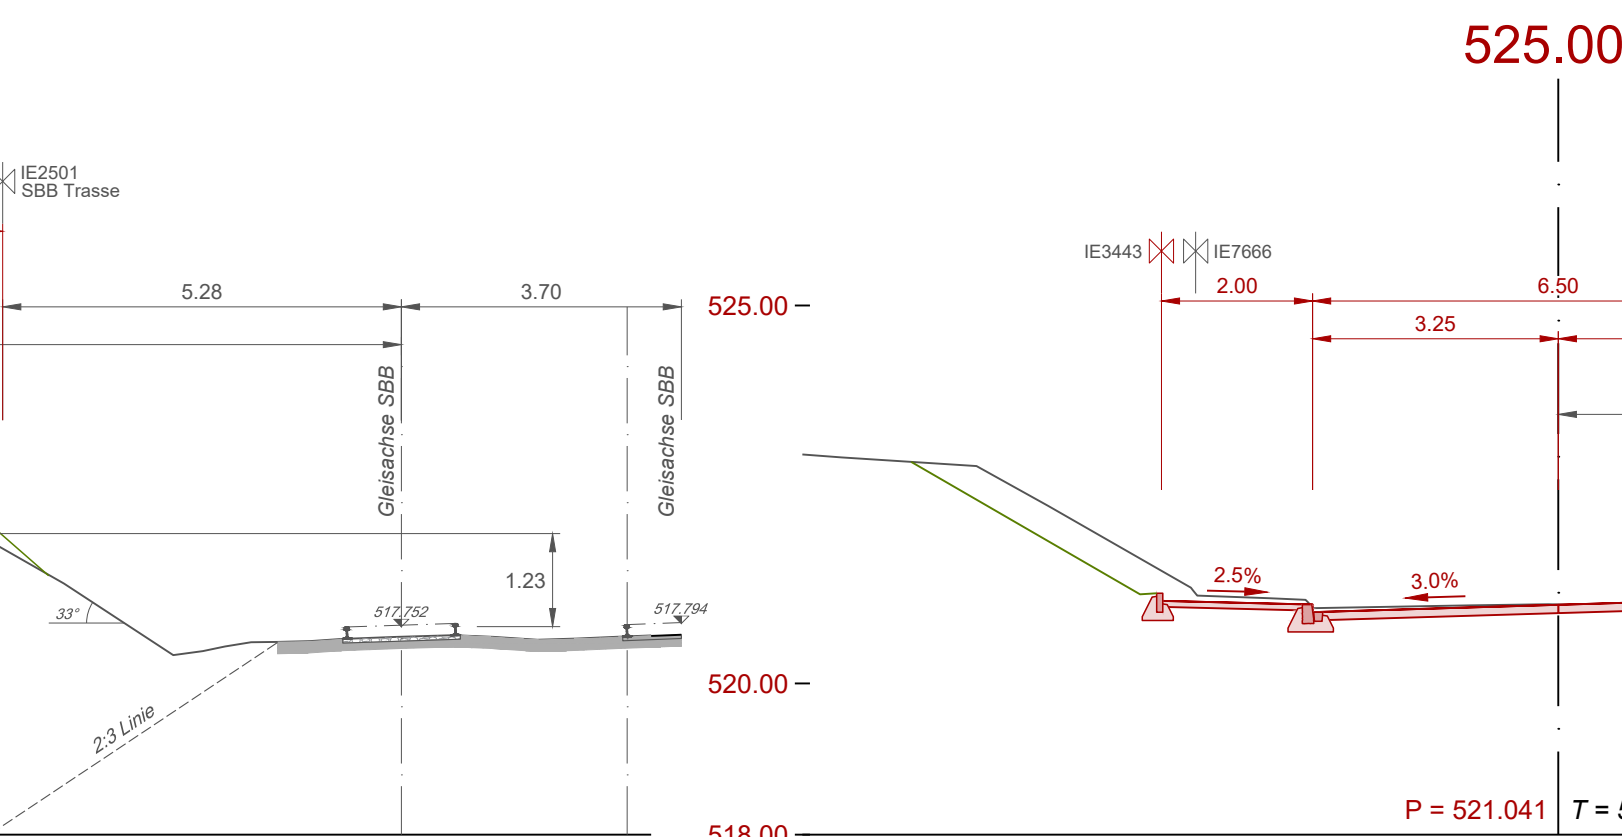 525.00
IE2501
SBB Trasse
IE3443
IE7666
5.28
3.70
525.00
2.00
6.50
3.25
Gleisachse SBB
Gleisachse SBB
1.23
2.5%
3.0%
33°
517.752
517.794
520.00
2:3 Linie
P = 521.041
T =
518.00